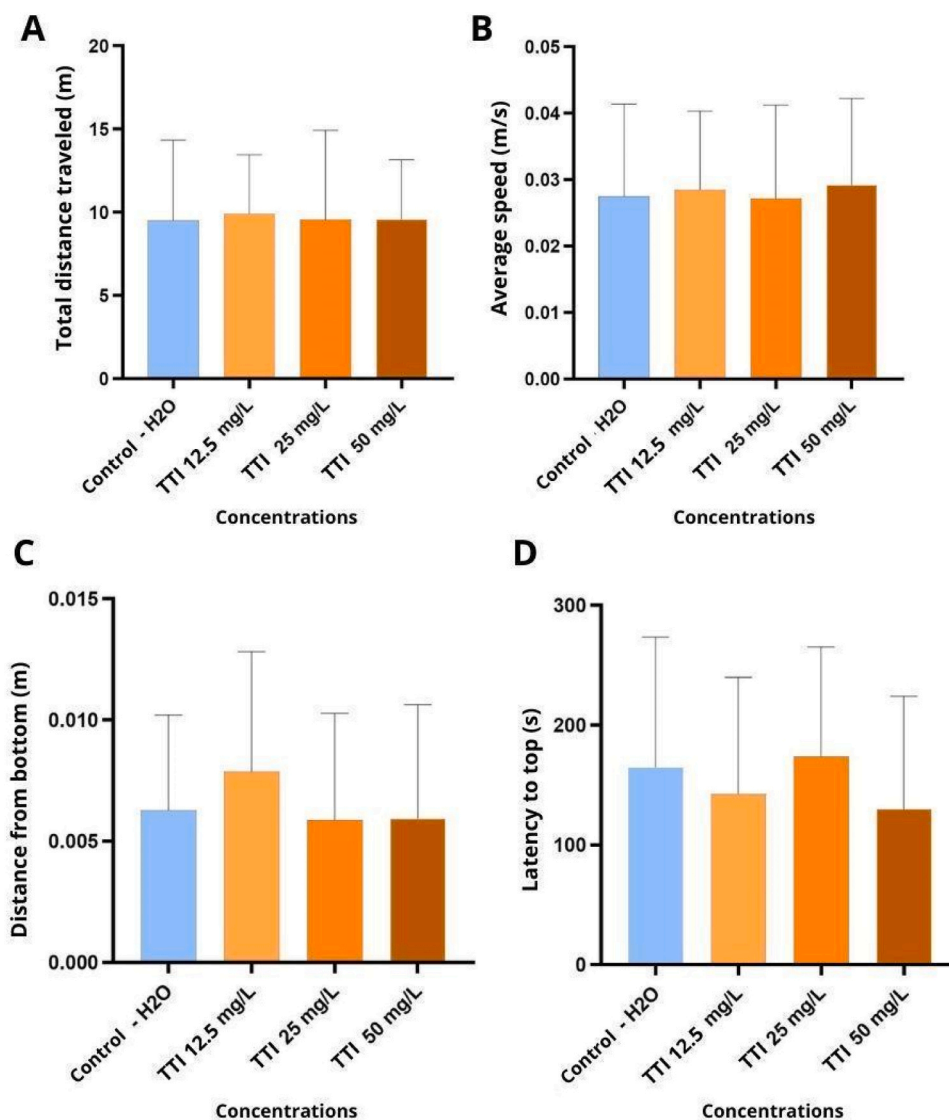 A
Total distance traveled (m)
20
15
10
5
0
Control - H2O
TTI 12.5 mg/L
TTI 25 mg/L
TTI 50 mg/L
Concentrations
B
Average speed (m/s)
0.05
0.04
0.03
0.02
0.01
0.00
Control - H2O
TTI 12.5 mg/L
TTI 25 mg/L
TTI 50 mg/L
Concentrations
C
Distance from bottom (m)
0.015
0.010
0.005
0.000
Control - H2O
TTI 12.5 mg/L
TTI 25 mg/L
TTI 50 mg/L
Concentrations
D
Latency to top (s)
300
200
100
0
Control - H2O
TTI 12.5 mg/L
TTI 25 mg/L
TTI 50 mg/L
Concentrations